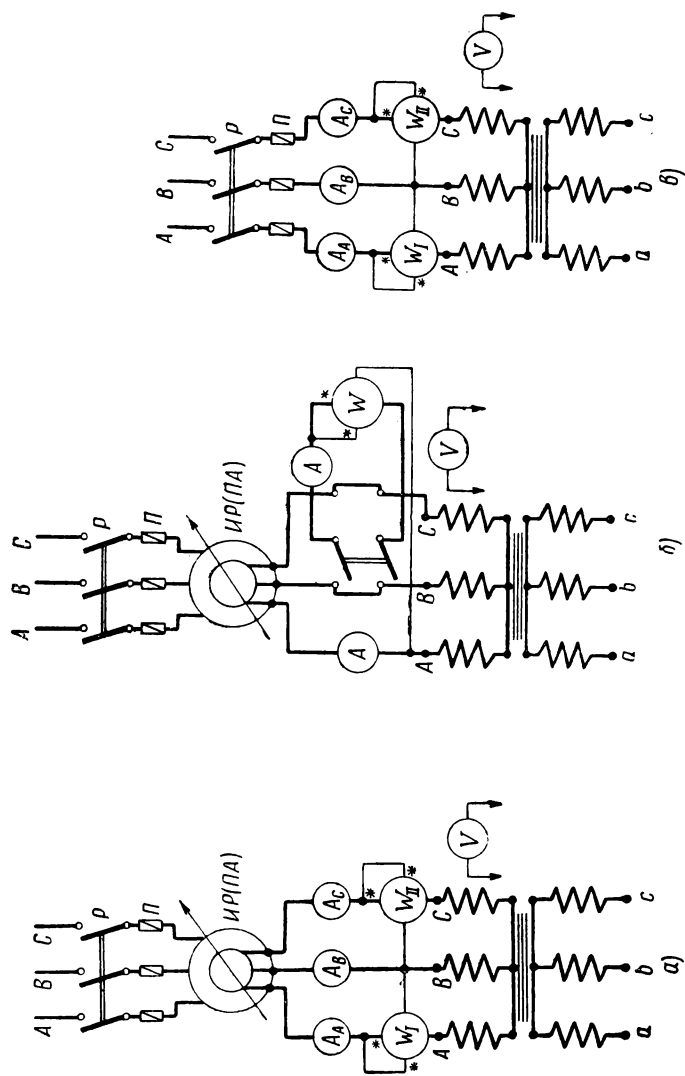 A B C
P
П
ИР(ПА)
A_A A_B A_C
* * * *
W_I W_II
A B C
V
a b c
а)
A B C
P
П
ИР(ПА)
A A
* *
W
A B C
V
a b c
б)
A B C
P
П
A_A A_B A_C
* * * *
W_I W_II
A B C
V
a b c
в)